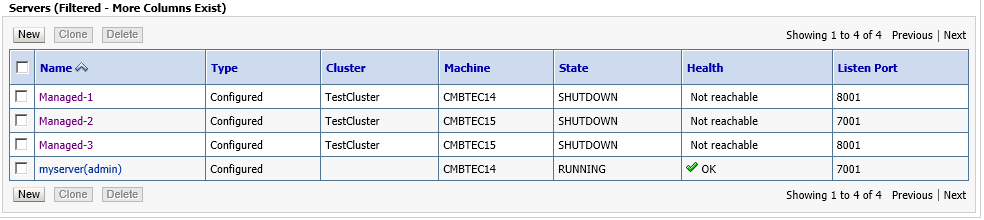 Servers (Filtered - More Columns Exist)
New Clone Delete Showing 1 to 4 of 4 Previous | Next
Name Type Cluster Machine State Health Listen Port
Managed-1 Configured TestCluster CMBTEC14 SHUTDOWN Not reachable 8001
Managed-2 Configured TestCluster CMBTEC15 SHUTDOWN Not reachable 7001
Managed-3 Configured TestCluster CMBTEC15 SHUTDOWN Not reachable 8001
myserver(admin) Configured CMBTEC14 RUNNING OK 7001
New Clone Delete Showing 1 to 4 of 4 Previous | Next